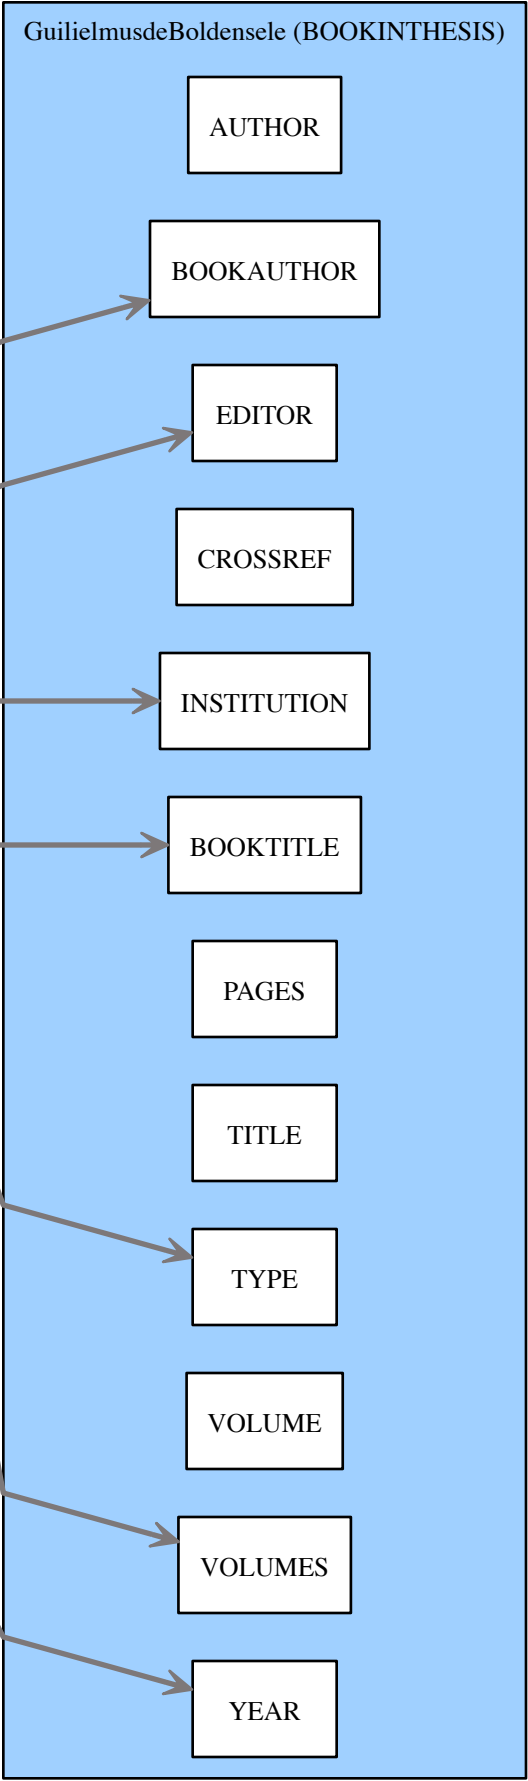 GuilielmusdeBoldensele (BOOKINTHESIS)
AUTHOR
BOOKAUTHOR
EDITOR
CROSSREF
INSTITUTION
BOOKTITLE
PAGES
TITLE
TYPE
VOLUME
VOLUMES
YEAR